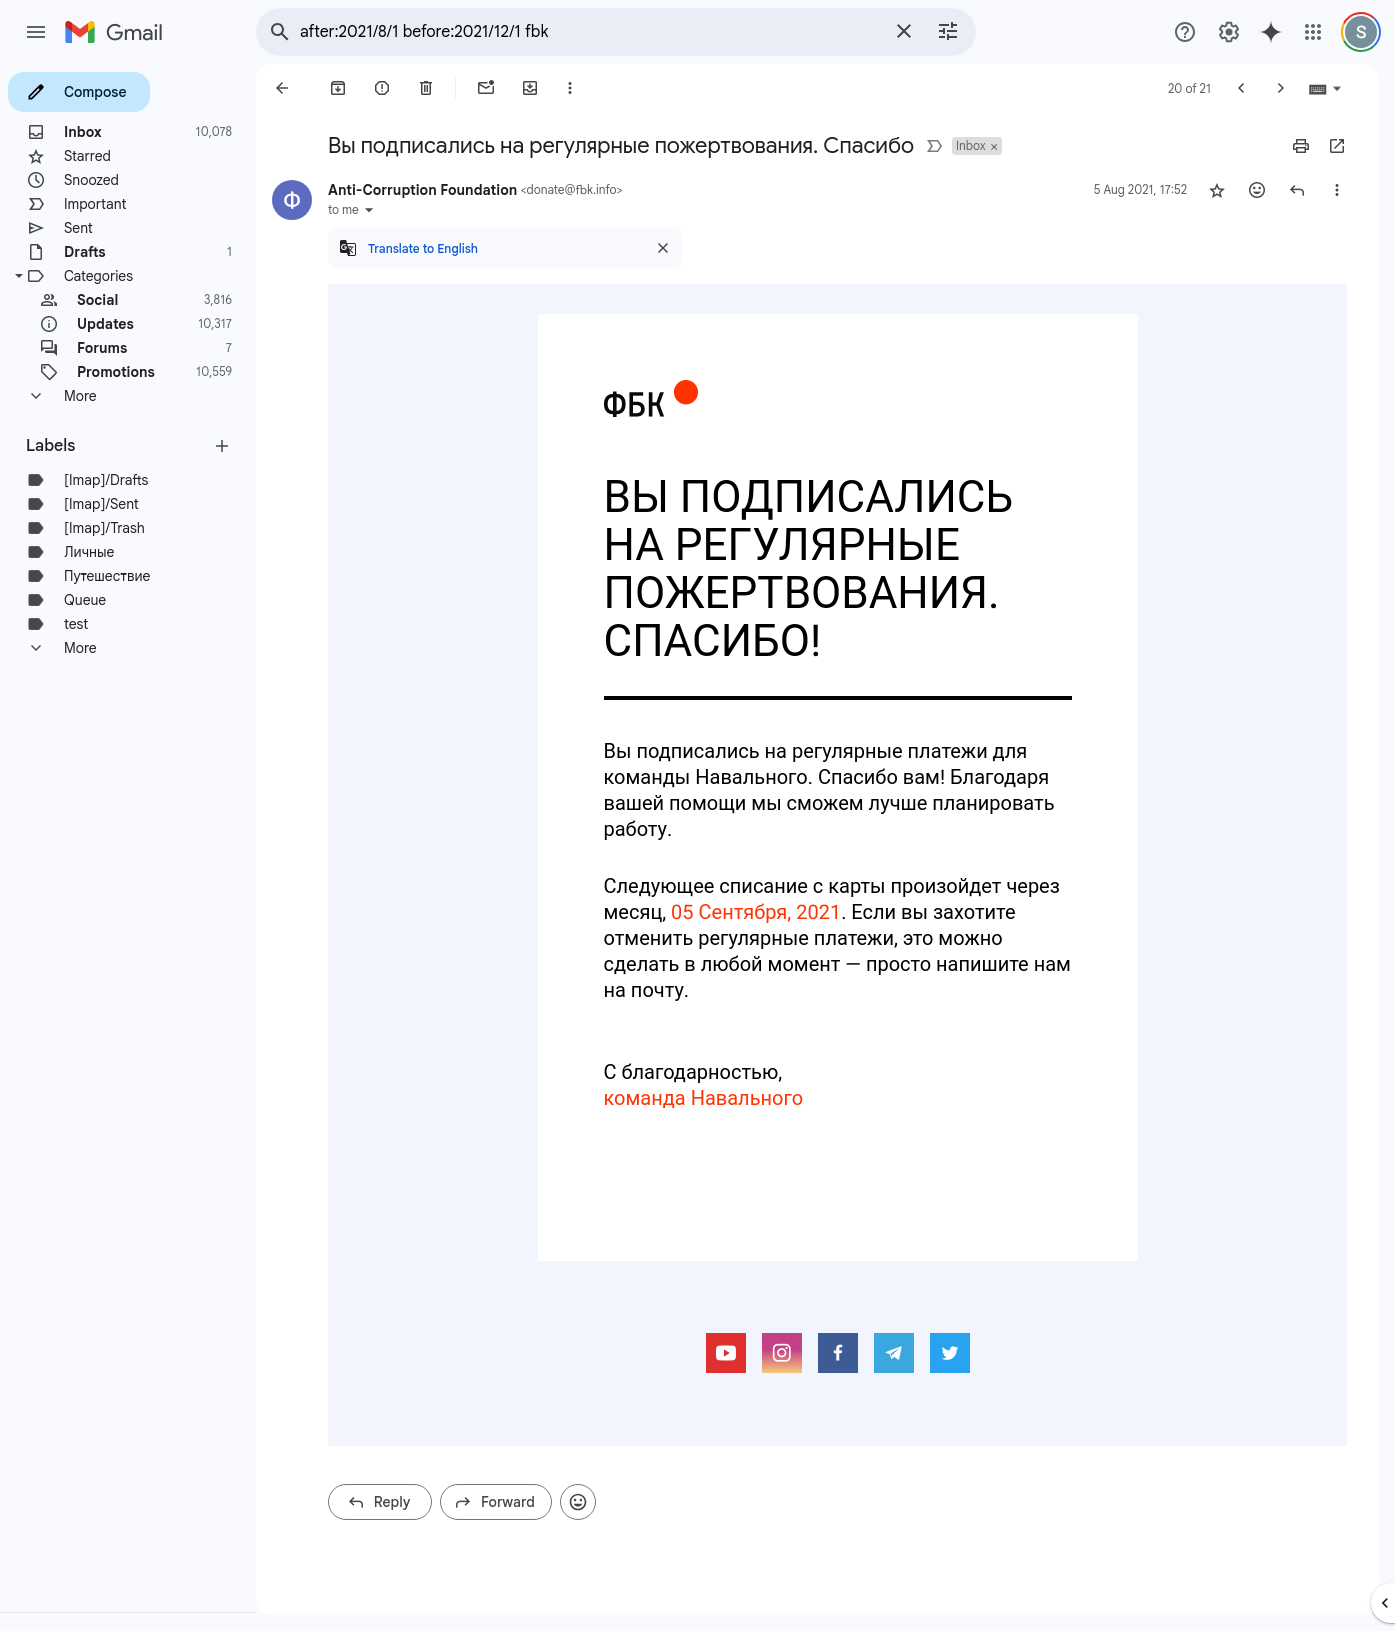 Gmail
after:2021/8/1 before:2021/12/1 fbk
S
Compose
Inbox 10,078
Starred
Snoozed
Important
Sent
Drafts 1
Categories
Social 3,816
Updates 10,317
Forums 7
Promotions 10,559
More
Labels
[Imap]/Drafts
[Imap]/Sent
[Imap]/Trash
Личные
Путешествие
Queue
test
More
20 of 21
Вы подписались на регулярные пожертвования. Спасибо
Inbox ×
Ф
Anti-Corruption Foundation <donate@fbk.info>
5 Aug 2021, 17:52
to me
Translate to English
ФБК
ВЫ ПОДПИСАЛИСЬ
НА РЕГУЛЯРНЫЕ
ПОЖЕРТВОВАНИЯ.
СПАСИБО!
Вы подписались на регулярные платежи для
команды Навального. Спасибо вам! Благодаря
вашей помощи мы сможем лучше планировать
работу.
Следующее списание с карты произойдет через
месяц, 05 Сентября, 2021. Если вы захотите
отменить регулярные платежи, это можно
сделать в любой момент — просто напишите нам
на почту.
С благодарностью,
команда Навального
Reply
Forward